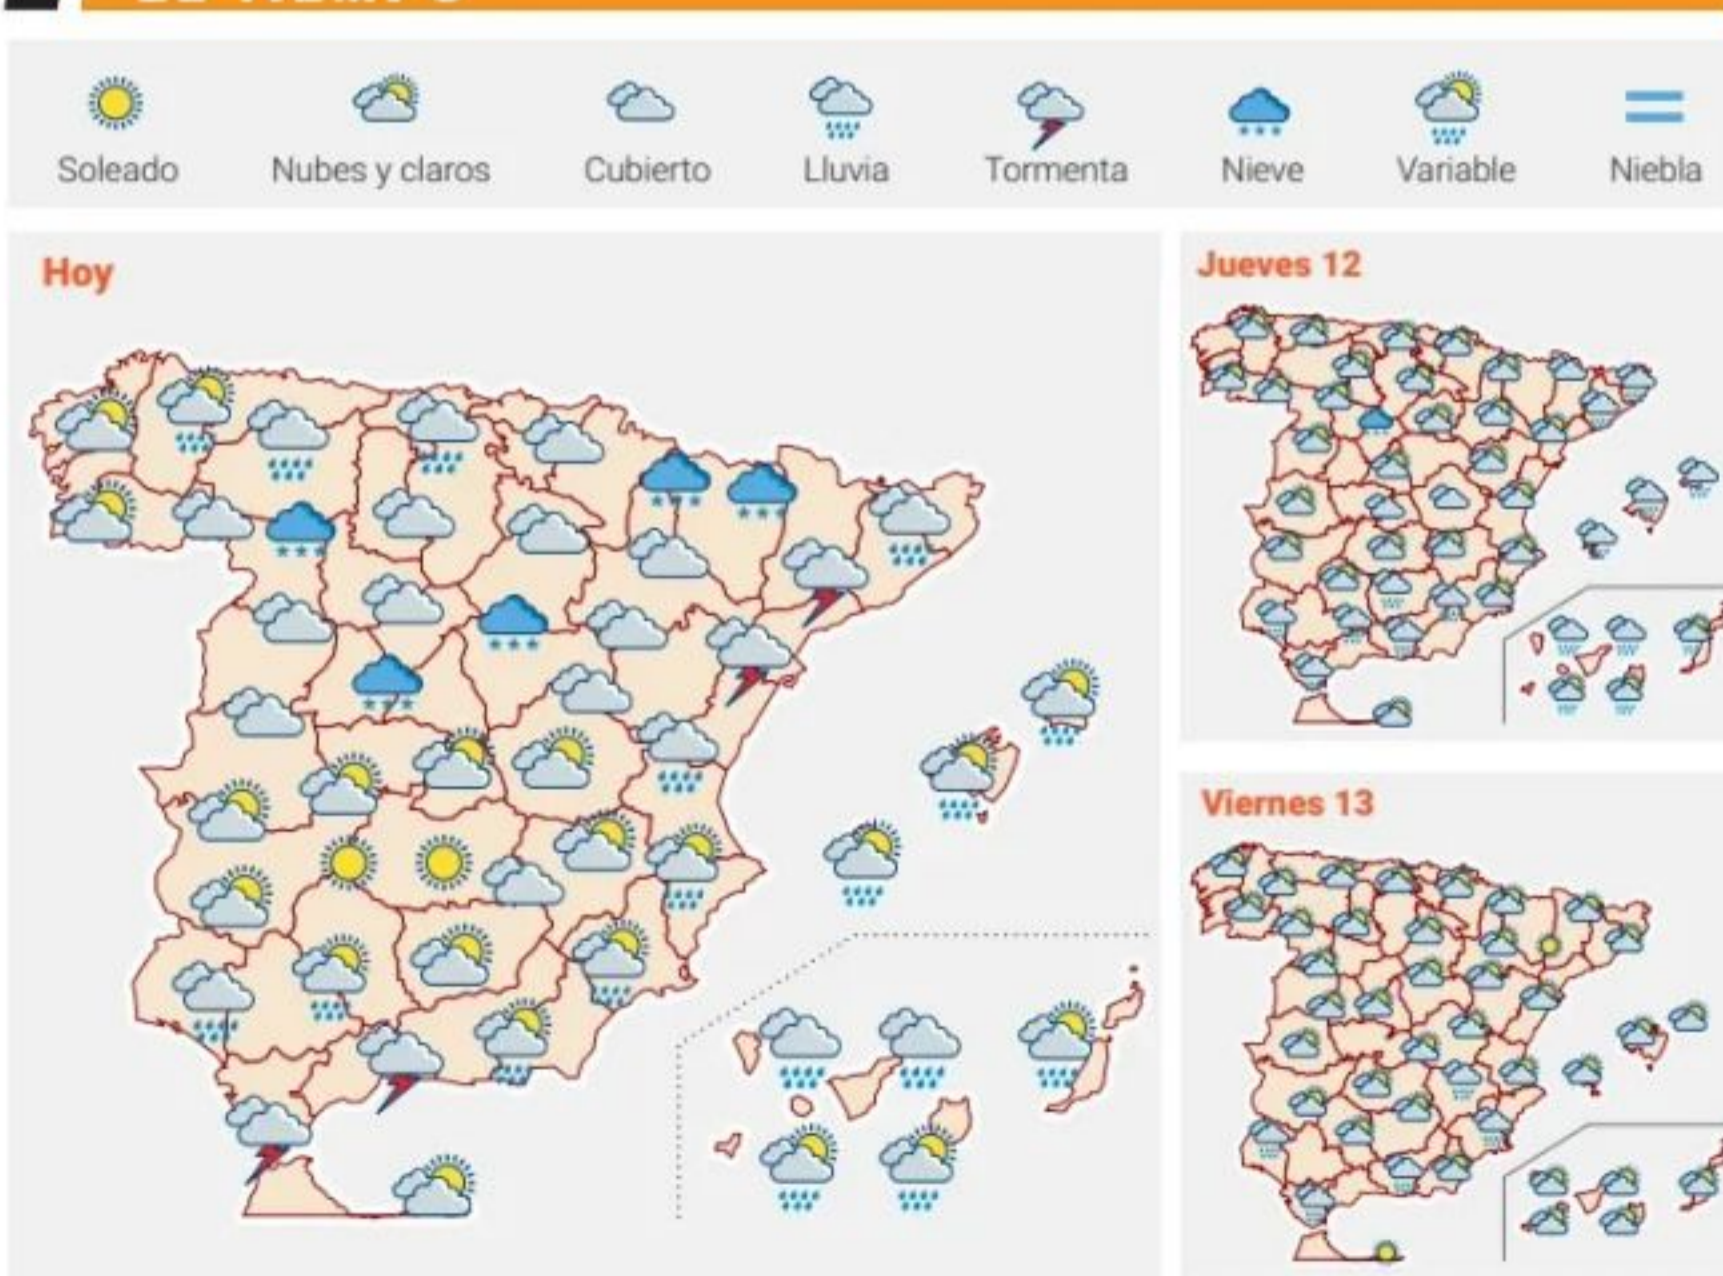 Soleado
Nubes y claros
Cubierto
Lluvia
Tormenta
Nieve
Variable
Niebla
Hoy
Jueves 12
Viernes 13